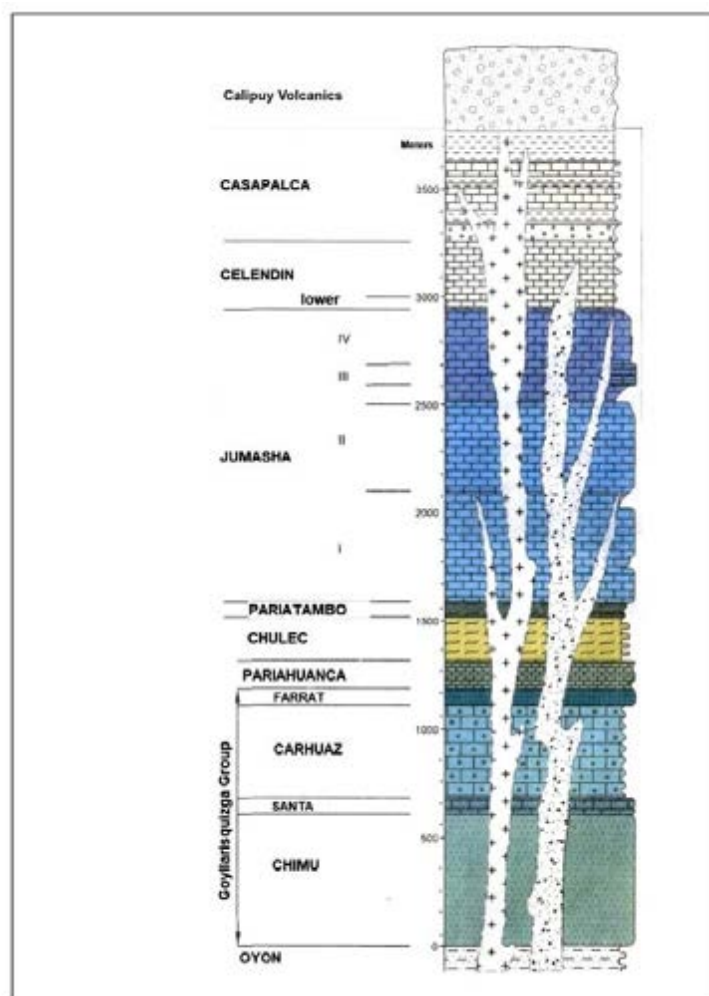 Calipuy Volcanics
Meters
CASAPALCA
3500
CELENDIN
lower
3000
IV
III
2500
II
JUMASHA
2000
I
PARIATAMBO
1500
CHULEC
PARIAHUANCA
FARRAT
1000
CARHUAZ
SANTA
500
CHIMU
Goyllarisquizga Group
0
OYON